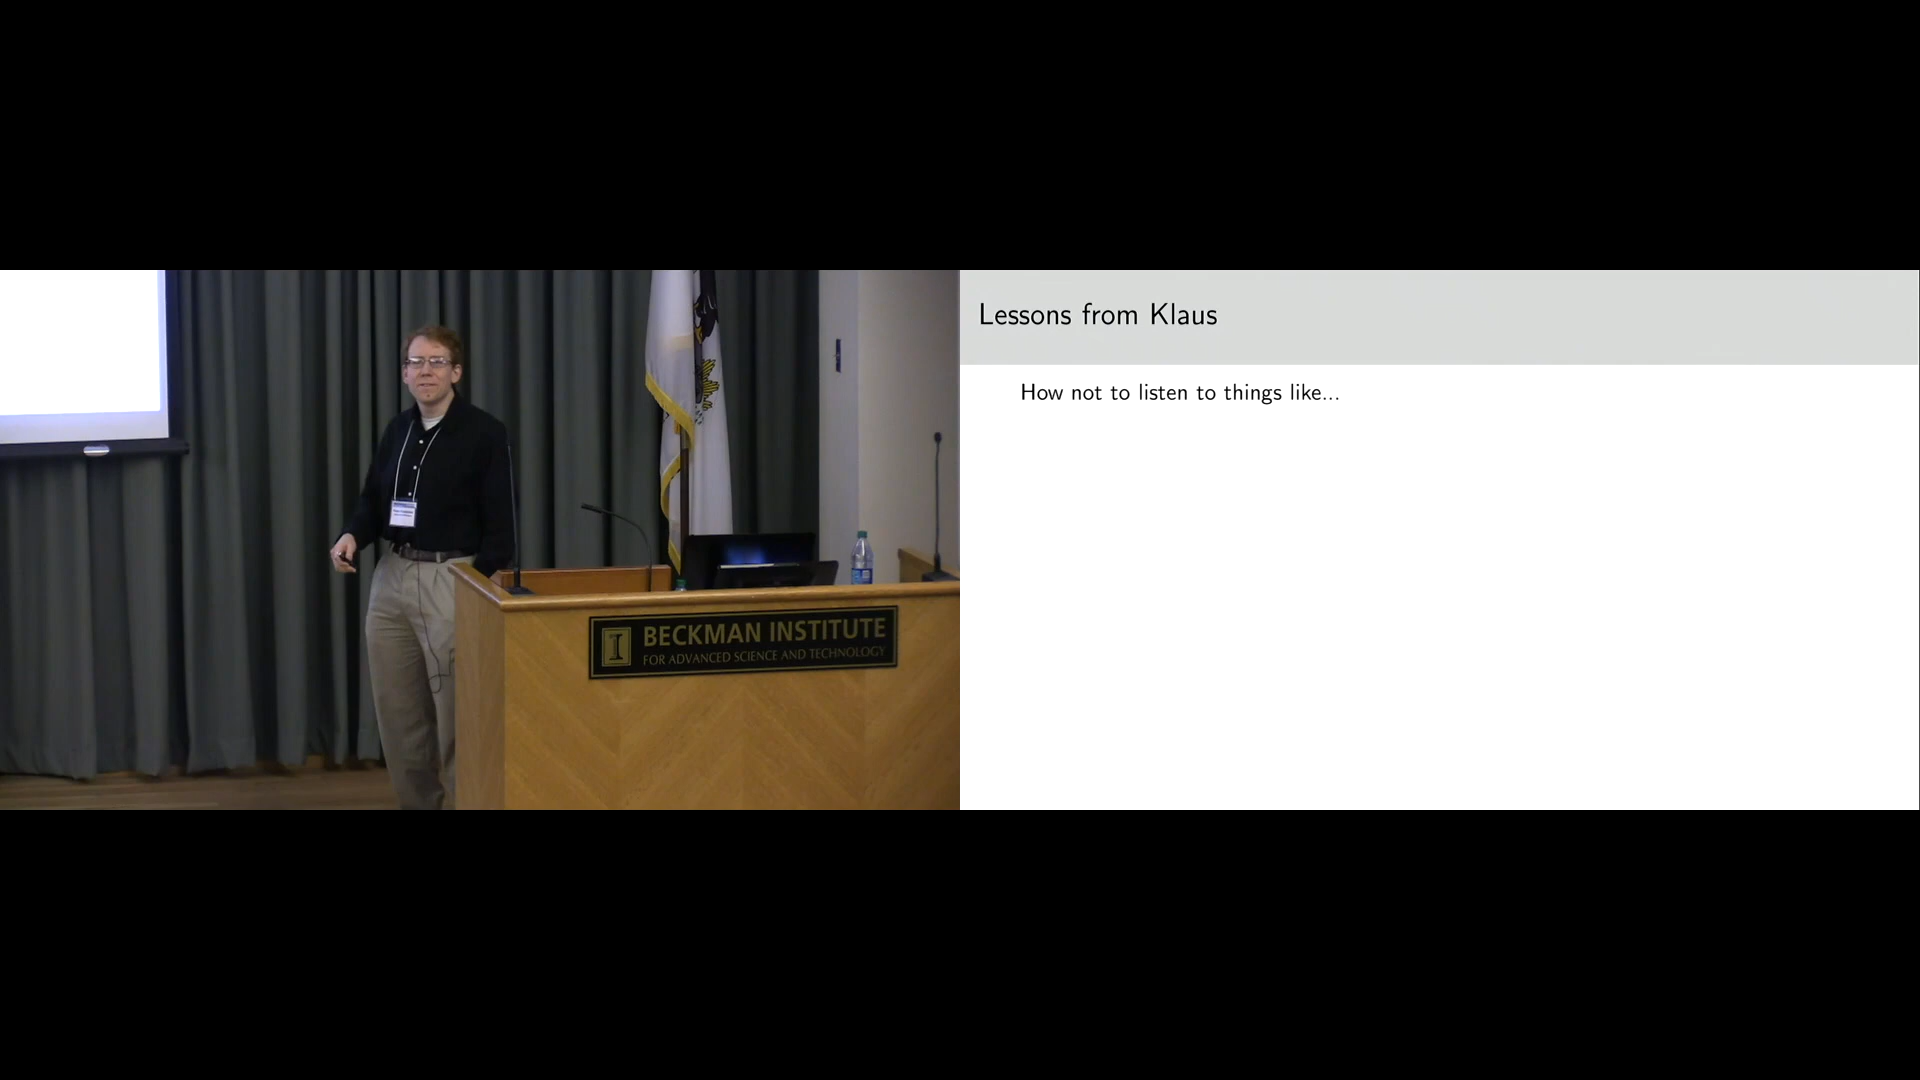 BECKMAN INSTITUTE
FOR ADVANCED SCIENCE AND TECHNOLOGY
Lessons from Klaus
How not to listen to things like...